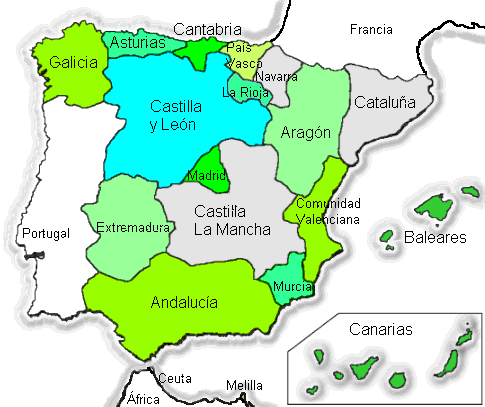 Cantabria
Francia
Asturias
Galicia
País
Vasco
Navarra
La Rioja
Cataluña
Castilla
y León
Aragón
Madrid
Comunidad
Valenciana
Castilla
La Mancha
Extremadura
Portugal
Baleares
Murcia
Andalucía
Canarias
Ceuta
Melilla
África